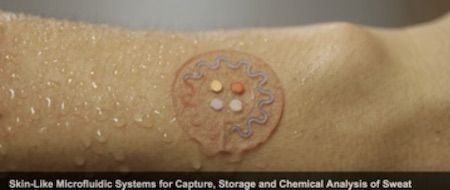 Skin-Like Microfluidic Systems for Capture, Storage and Chemical Analysis of Sweat